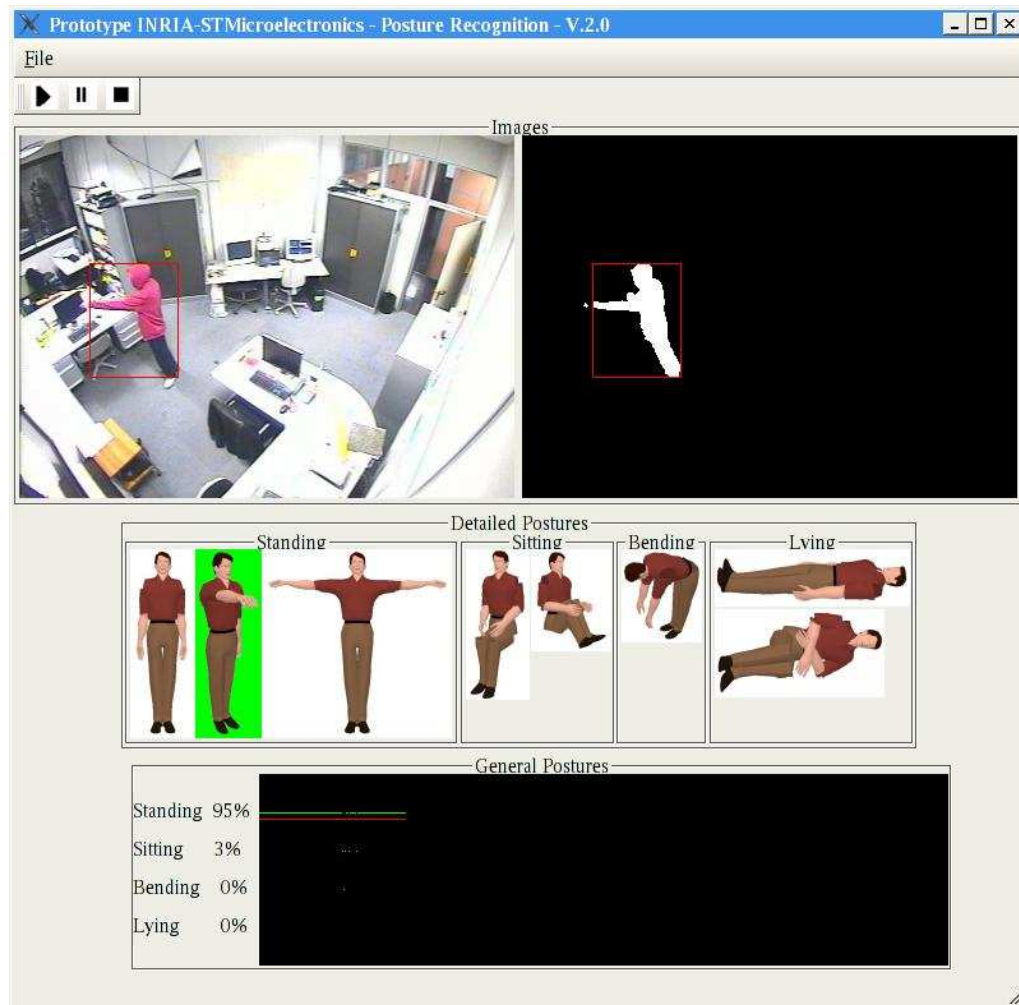 Prototype INRIA-STMicroelectronics - Posture Recognition - V.2.0
File
Images
Detailed Postures
Standing
Sitting
Bending
Lying
General Postures
Standing 95%
Sitting 3%
Bending 0%
Lying 0%